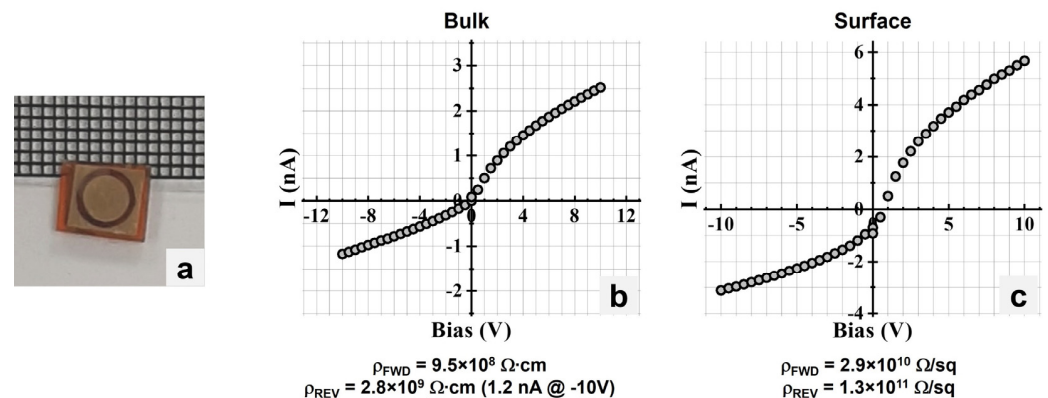 Bulk
Surface
a
I (nA)
3
2
1
0
-1
-2
-12
-8
-4
0
4
8
12
b
Bias (V)
ρFWD = 9.5×10⁸ Ω·cm
ρREV = 2.8×10⁹ Ω·cm (1.2 nA @ -10V)
I (nA)
6
4
2
0
-2
-4
-10
-5
0
5
10
c
Bias (V)
ρFWD = 2.9×10¹⁰ Ω/sq
ρREV = 1.3×10¹¹ Ω/sq